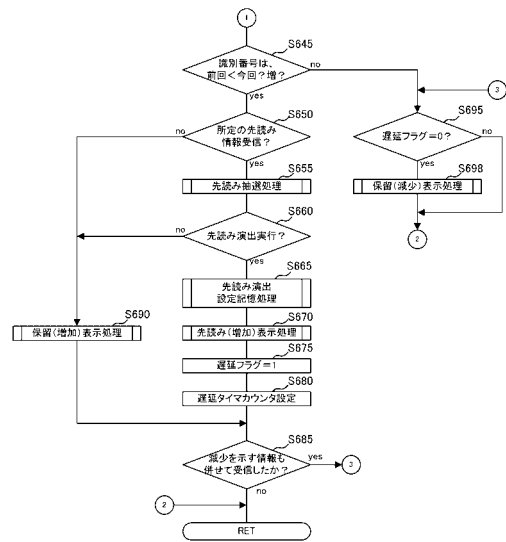 1
S645
識別番号は、
前回<今回?増?
no
yes
3
S650
所定の先読み
情報受信?
no
yes
S695
遅延フラグ=0?
no
yes
S655
先読み抽選処理
S698
保留(減少)表示処理
S660
先読み演出実行?
no
yes
2
S665
先読み演出
設定記憶処理
S690
保留(増加)表示処理
S670
先読み(増加)表示処理
S675
遅延フラグ=1
S680
遅延タイマカウンタ設定
S685
減少を示す情報も
併せて受信したか?
yes
3
no
2
RET